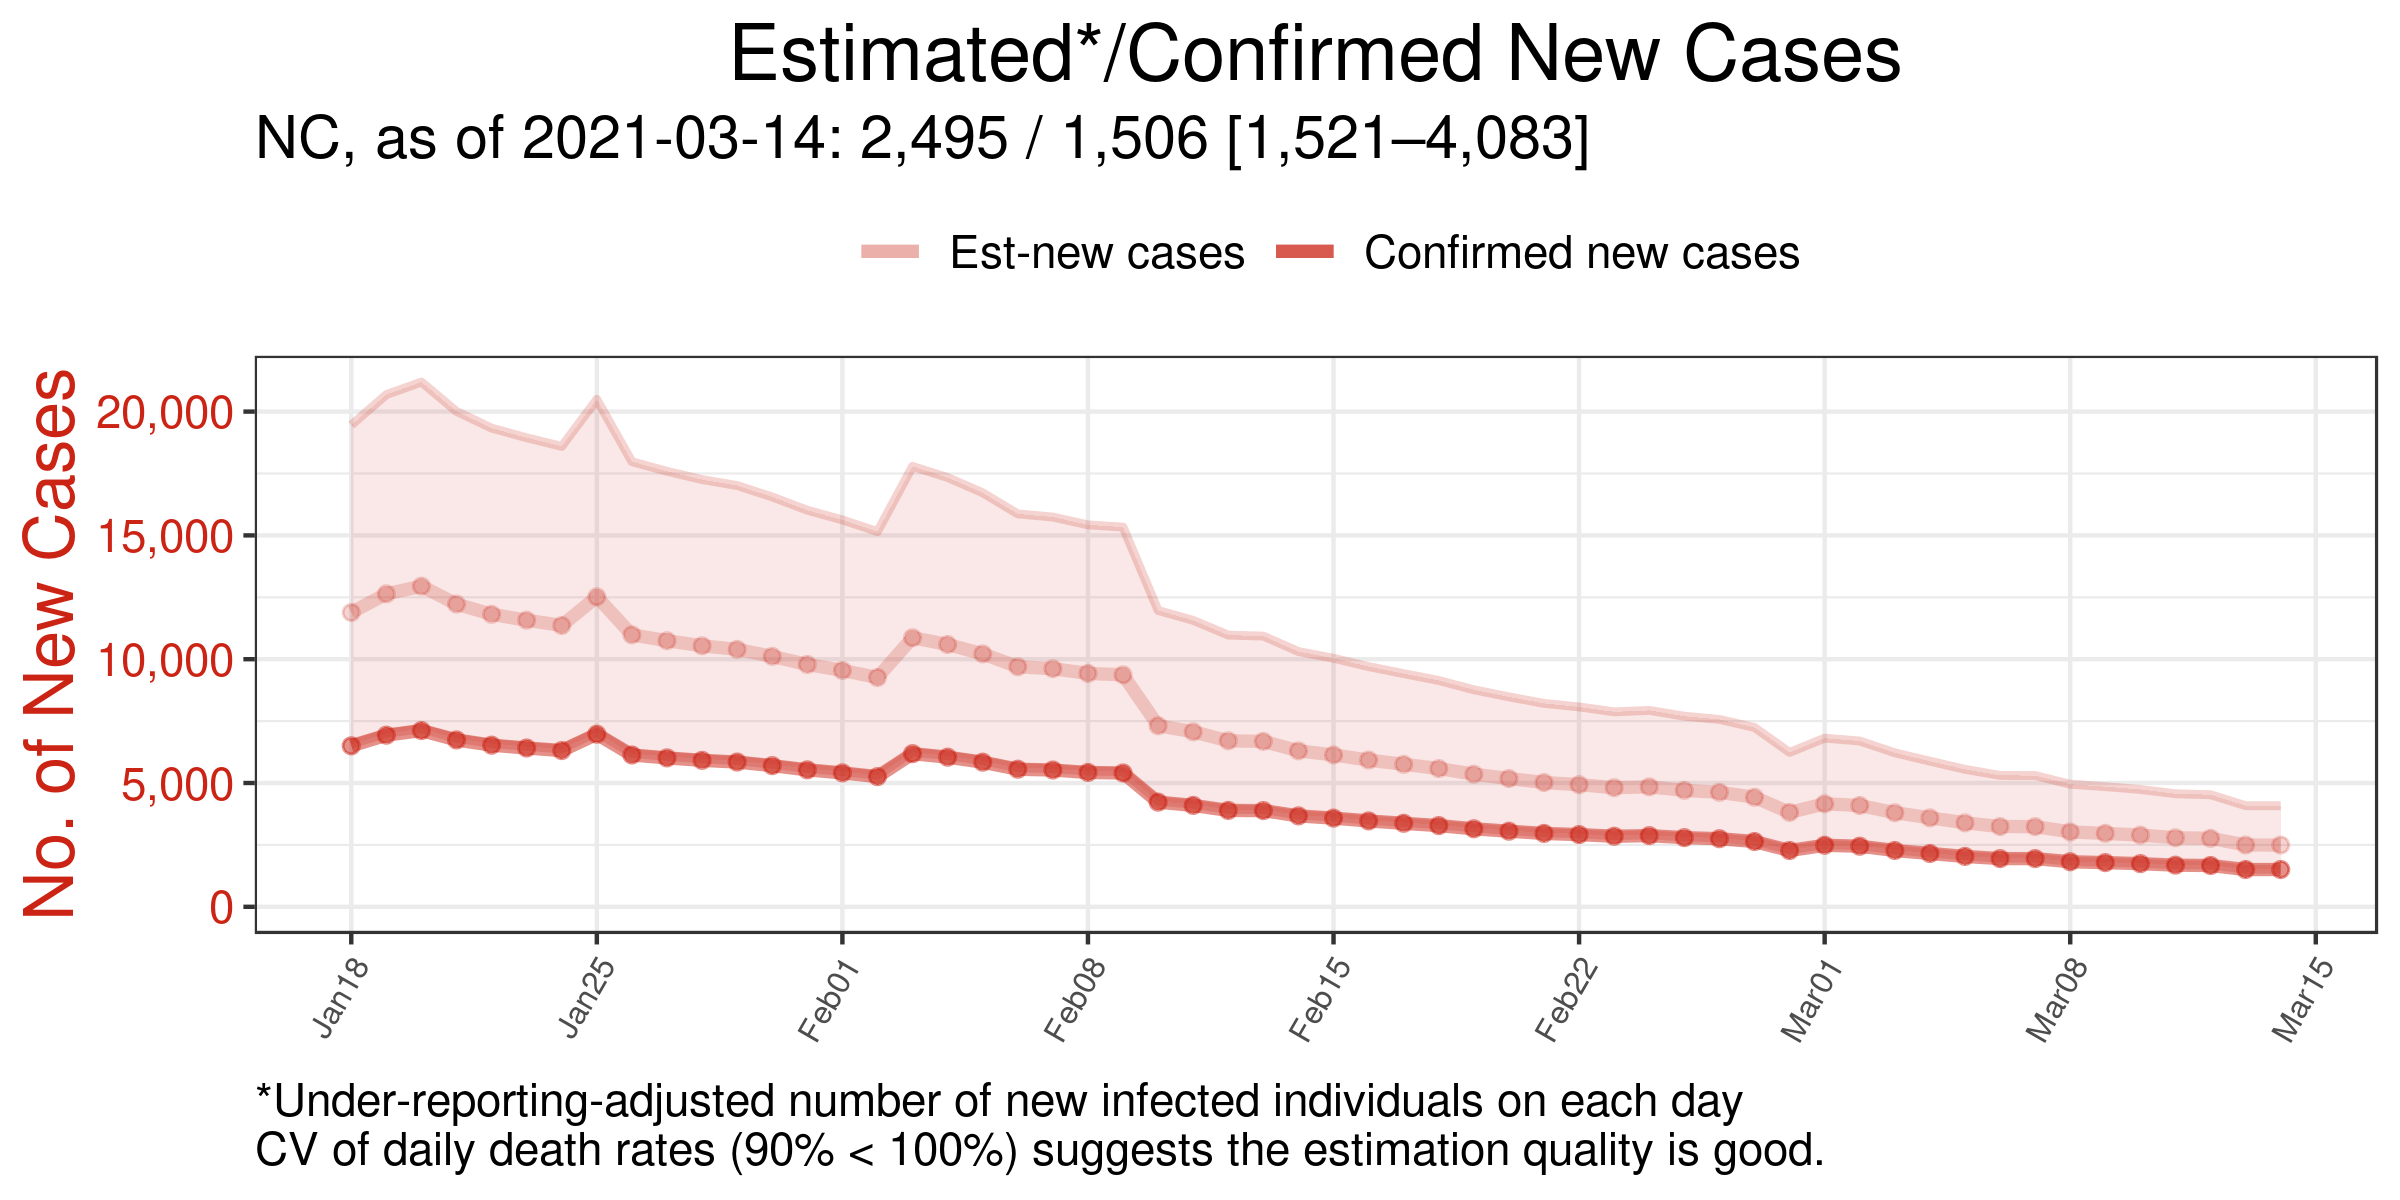 Estimated*/Confirmed New Cases
NC, as of 2021-03-14: 2,495 / 1,506 [1,521–4,083]
Est-new cases
Confirmed new cases
No. of New Cases
20,000
15,000
10,000
5,000
0
Jan18
Jan25
Feb01
Feb08
Feb15
Feb22
Mar01
Mar08
Mar15
*Under-reporting-adjusted number of new infected individuals on each day
CV of daily death rates (90% < 100%) suggests the estimation quality is good.